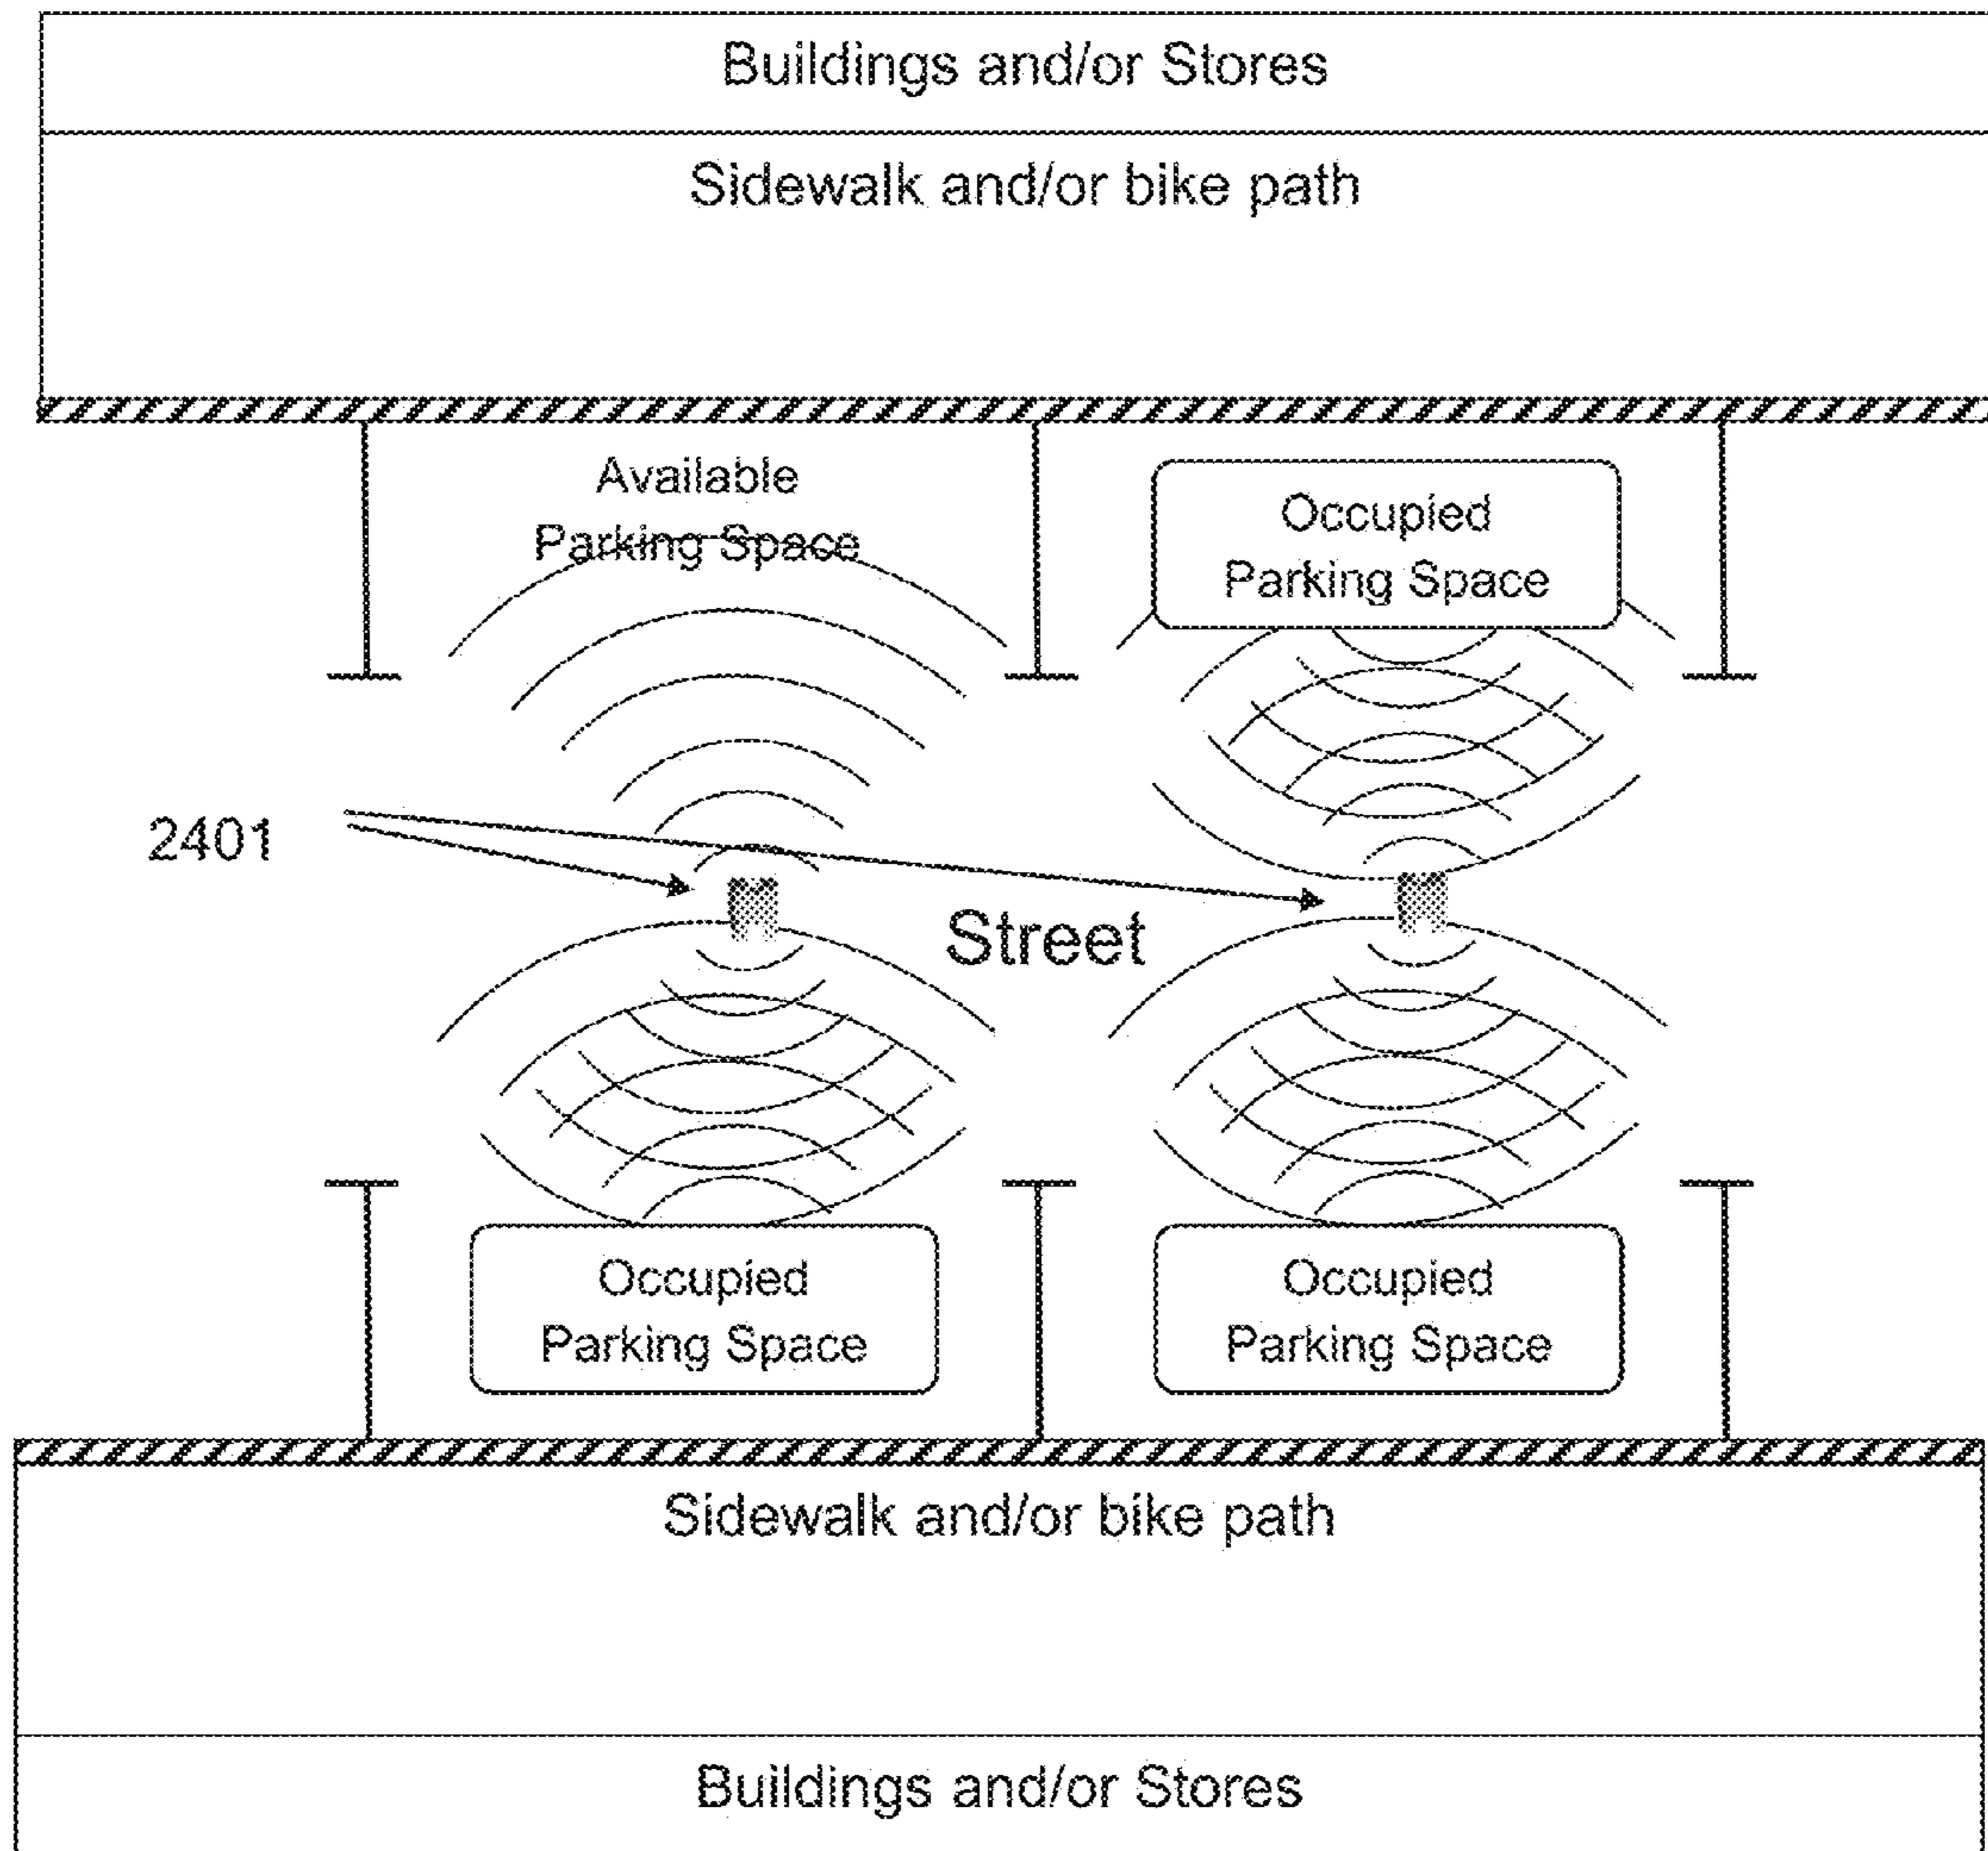 Buildings and/or Stores
Sidewalk and/or bike path
Available
Parking Space
Occupied
Parking Space
2401
Street
Occupied
Parking Space
Occupied
Parking Space
Sidewalk and/or bike path
Buildings and/or Stores